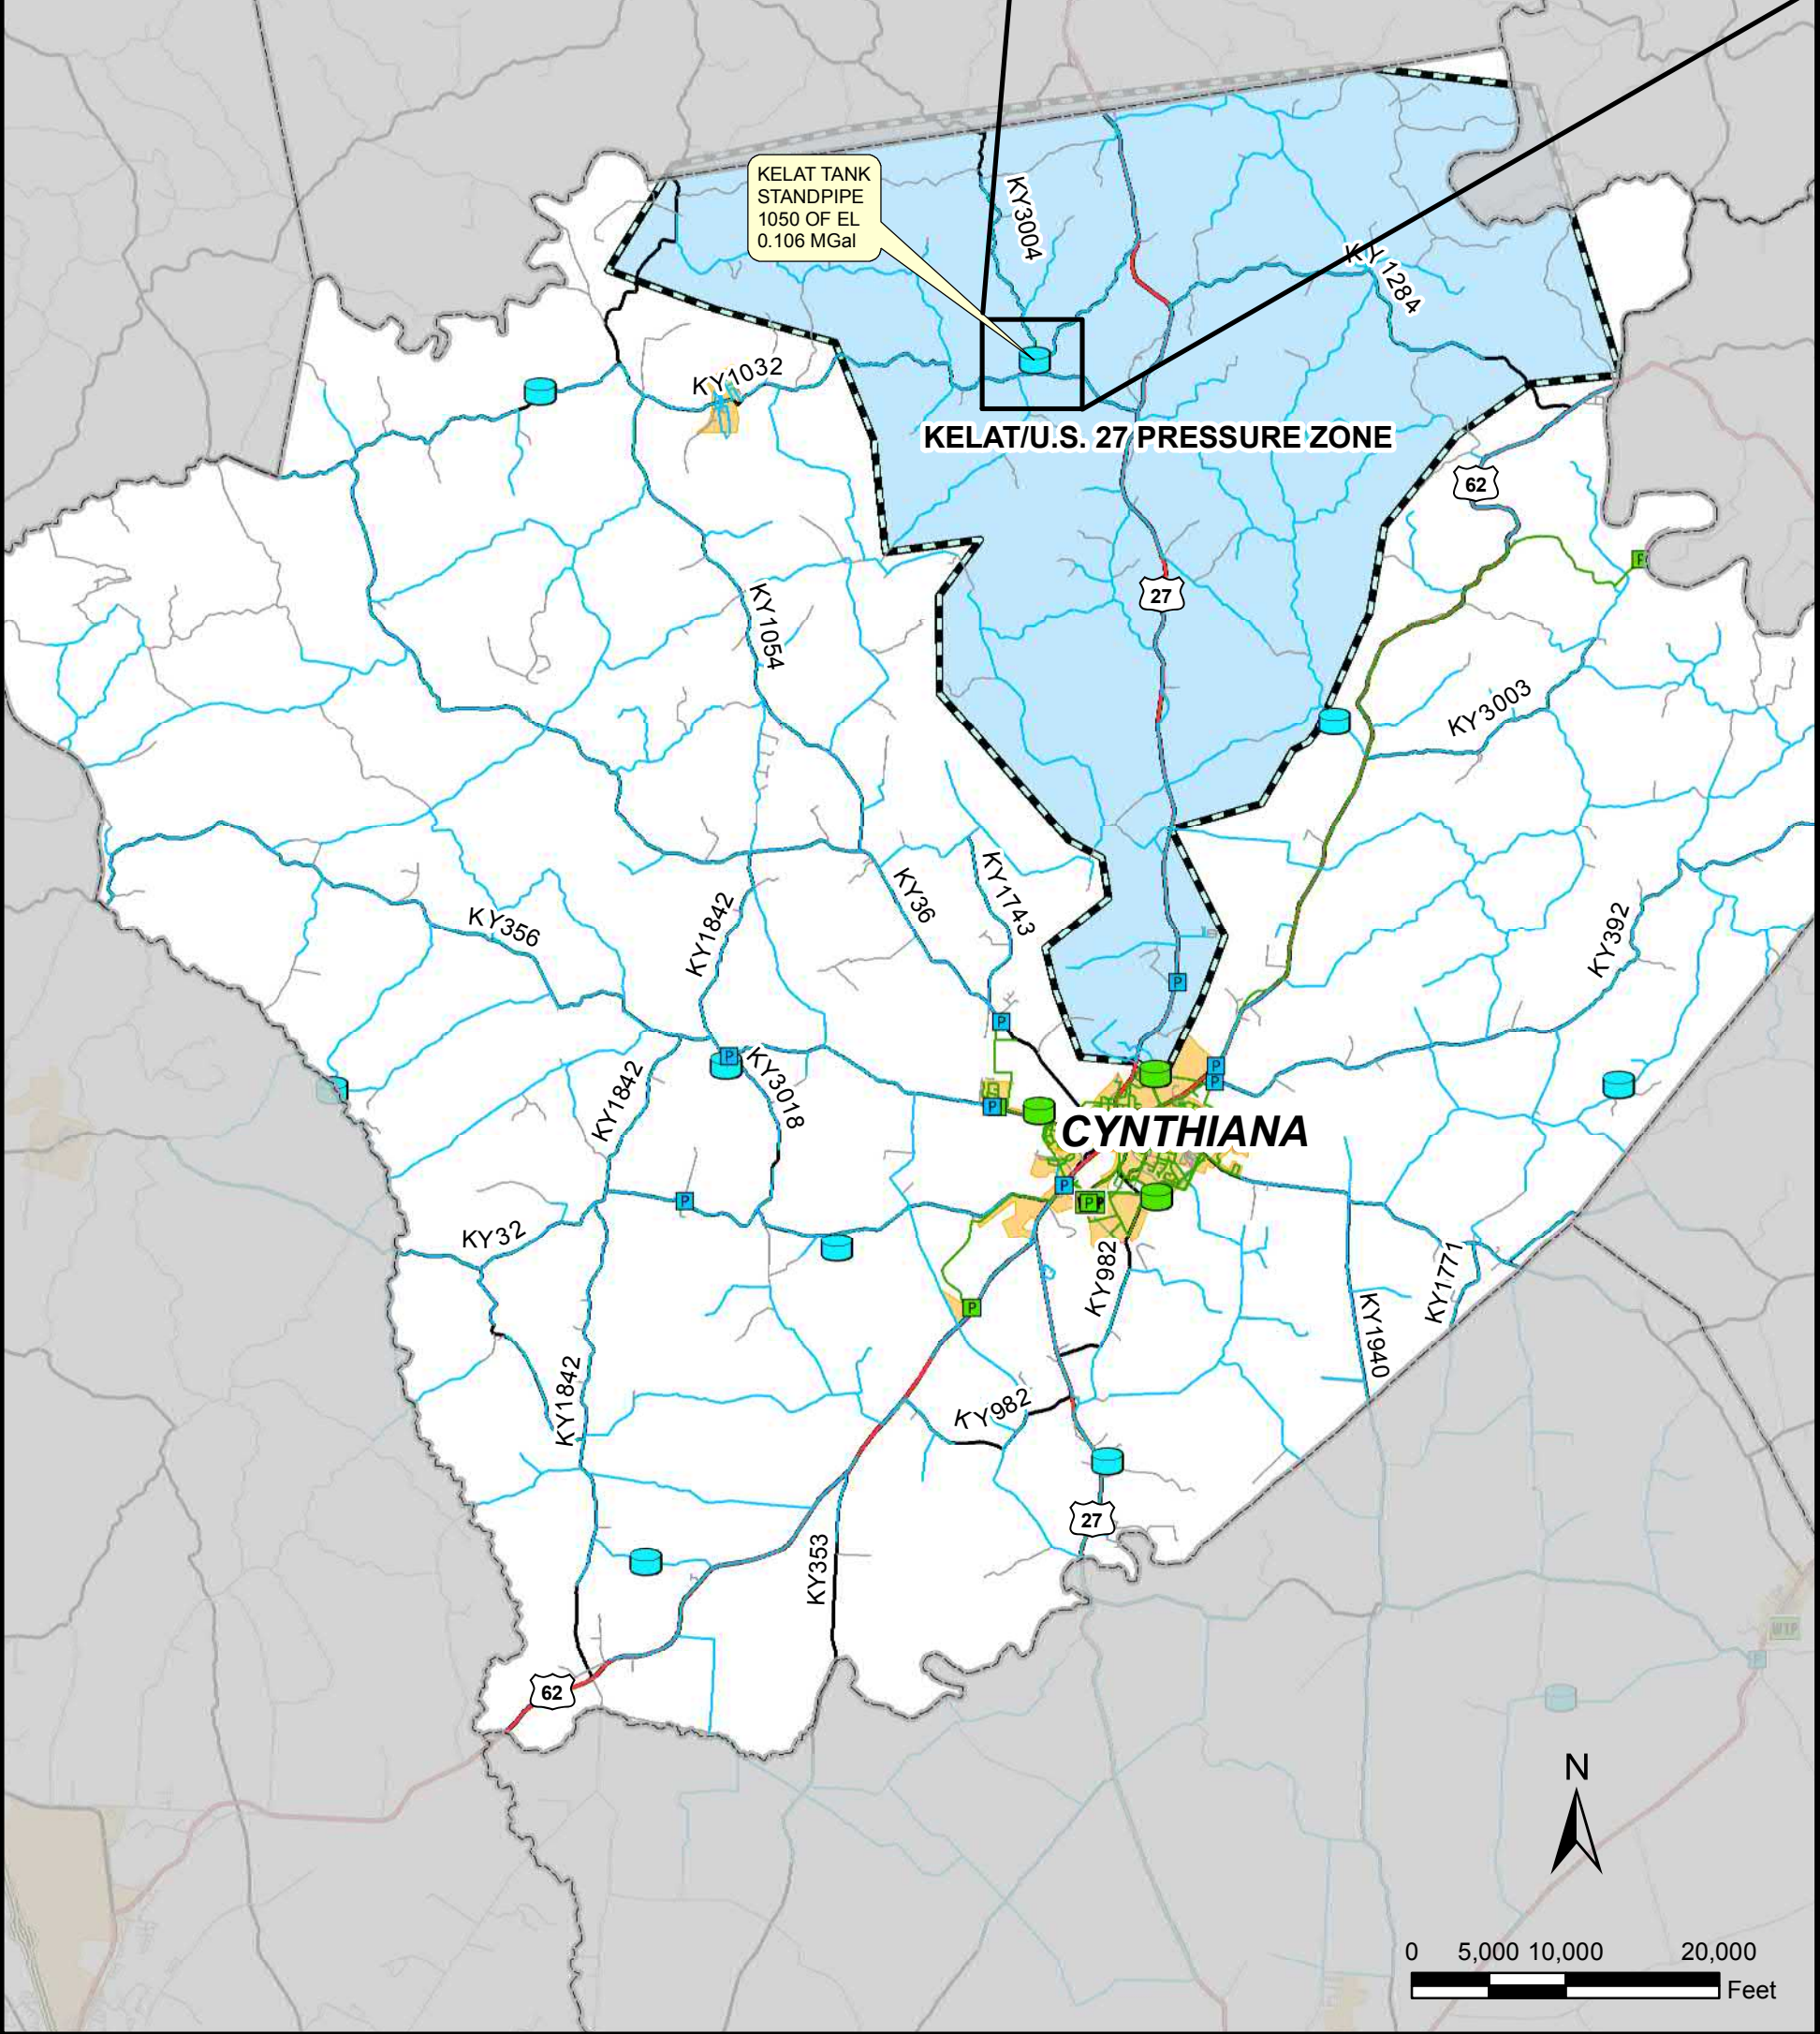 KELAT TANK
STANDPIPE
1050 OF EL
0.106 MGal
KY3004
KY 1284
KY1032
KELAT/U.S. 27 PRESSURE ZONE
62
P
27
KY1054
KY3003
KY36
KY1743
KY356
KY1842
KY392
P
P
P
KY3018
P
P
KY1842
P
CYNTHIANA
P
P
P
KY32
KY982
KY1771
P
KY1940
KY1842
KY982
27
KY353
WTP
P
62
N
0 5,000 10,000 20,000
Feet